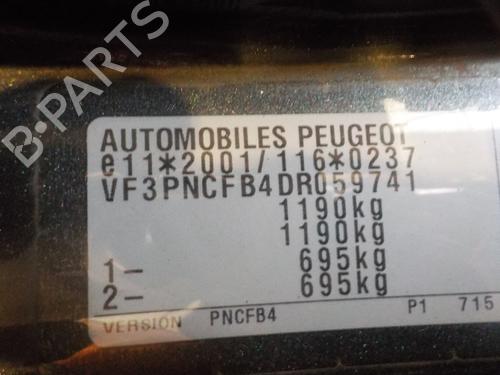 B-PARTS
AUTOMOBILES PEUGEOT
e11*2001/116*0237
VF3PNCFB4DR059741
1190kg
1190kg
1- 695kg
2- 695kg
VERSION PNCFB4 P1 715